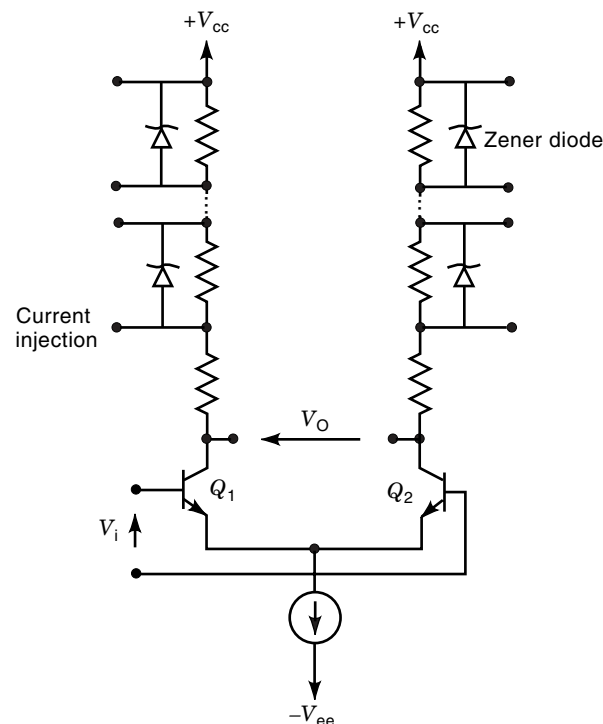 +Vcc
+Vcc
Zener diode
Current
injection
VO
Q1
Q2
Vi
−Vee